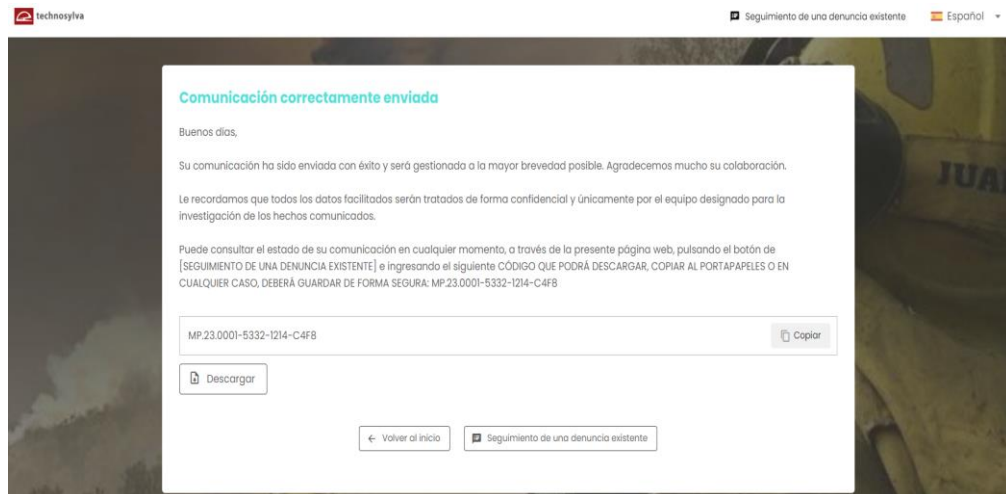 technosylva
Seguimiento de una denuncia existente
Español
Comunicación correctamente enviada
Buenos días,
Su comunicación ha sido enviada con éxito y será gestionada a la mayor brevedad posible. Agradecemos mucho su colaboración.
Le recordamos que todos los datos facilitados serán tratados de forma confidencial y únicamente por el equipo designado para la
investigación de los hechos comunicados.
Puede consultar el estado de su comunicación en cualquier momento, a través de la presente página web, pulsando el botón de
[SEGUIMIENTO DE UNA DENUNCIA EXISTENTE] e ingresando el siguiente CÓDIGO QUE PODRÁ DESCARGAR, COPIAR AL PORTAPAPELES O EN
CUALQUIER CASO, DEBERÁ GUARDAR DE FORMA SEGURA: MP.23.0001-5332-1214-C4F8
MP.23.0001-5332-1214-C4F8
Copiar
Descargar
Volver al inicio
Seguimiento de una denuncia existente
JUA